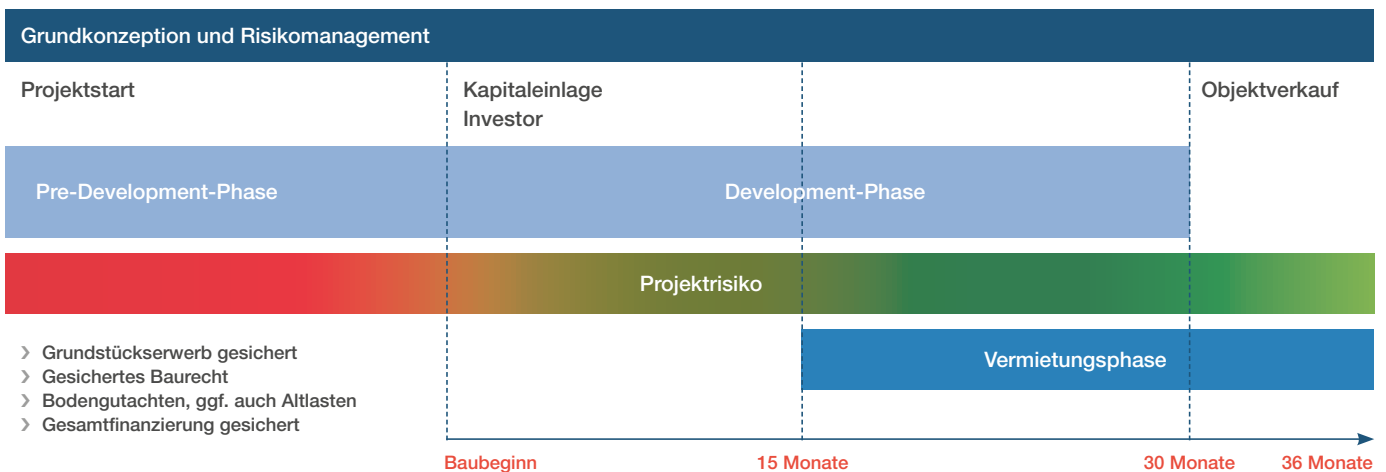 Grundkonzeption und Risikomanagement
Projektstart
Kapitaleinlage
Investor
Objektverkauf
Pre-Development-Phase
Development-Phase
Projektrisiko
› Grundstückserwerb gesichert
› Gesichertes Baurecht
› Bodengutachten, ggf. auch Altlasten
› Gesamtfinanzierung gesichert
Vermietungsphase
Baubeginn
15 Monate
30 Monate
36 Monate